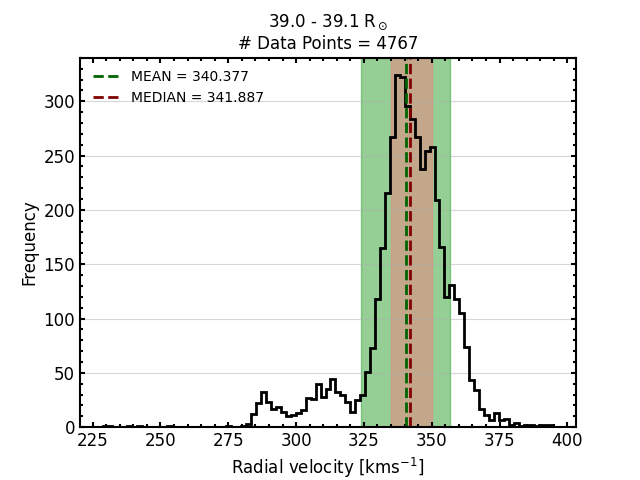 39.0 - 39.1 R⊙
# Data Points = 4767
MEAN = 340.377
MEDIAN = 341.887
300
250
200
150
100
50
0
Frequency
225 250 275 300 325 350 375 400
Radial velocity [kms⁻¹]